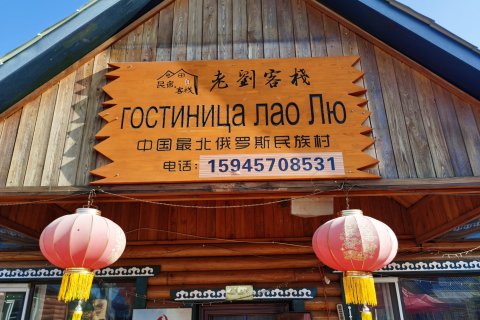 民宿
客栈
老劉客栈
гостиница лао Лю
中国最北俄罗斯民族村
电话：15945708531